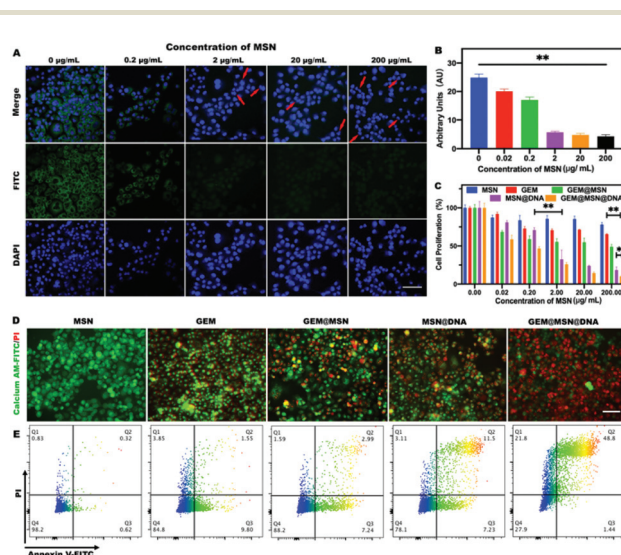 A
Concentration of MSN
0 µg/mL 0.2 µg/mL 2 µg/mL 20 µg/mL 200 µg/mL
Merge
FITC
DAPI
B
**
Arbitrary Units (AU)
40
30
20
10
0
0 0.02 0.2 2 20 200
Concentration of MSN (µg/ mL)
C
MSN GEM GEM@MSN
MSN@DNA GEM@MSN@DNA
** **
*
Cell Proliferation (%)
100
50
0
0.00 0.02 0.20 2.00 20.00 200.00
Concentration of MSN (µg/ mL)
D
MSN GEM GEM@MSN MSN@DNA GEM@MSN@DNA
Calcium AM-FITC/PI
E
Q1 Q2 Q1 Q2 Q1 Q2 Q1 Q2 Q1 Q2
0.83 0.32 3.85 1.55 1.59 2.99 3.11 11.5 21.8 48.8
PI
Q4 Q3 Q4 Q3 Q4 Q3 Q4 Q3 Q4 Q3
98.2 0.62 84.8 9.80 88.2 7.24 78.1 7.23 27.9 1.44
Annexin V-FITC